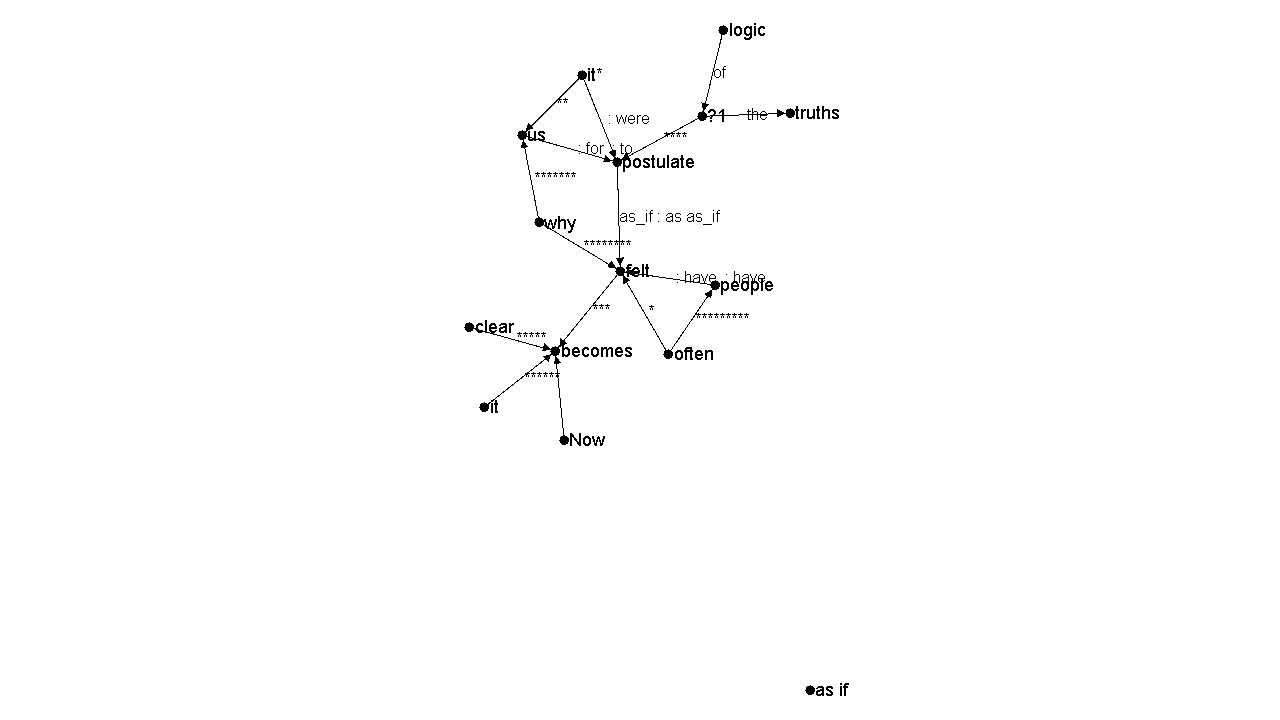 logic
of
it*
**
: were
?1
the
truths
****
us
: for : to
postulate
*******
why
as_if : as as_if
********
felt
: have : have
people
*
*********
***
clear
*****
becomes
often
******
it
Now
as if